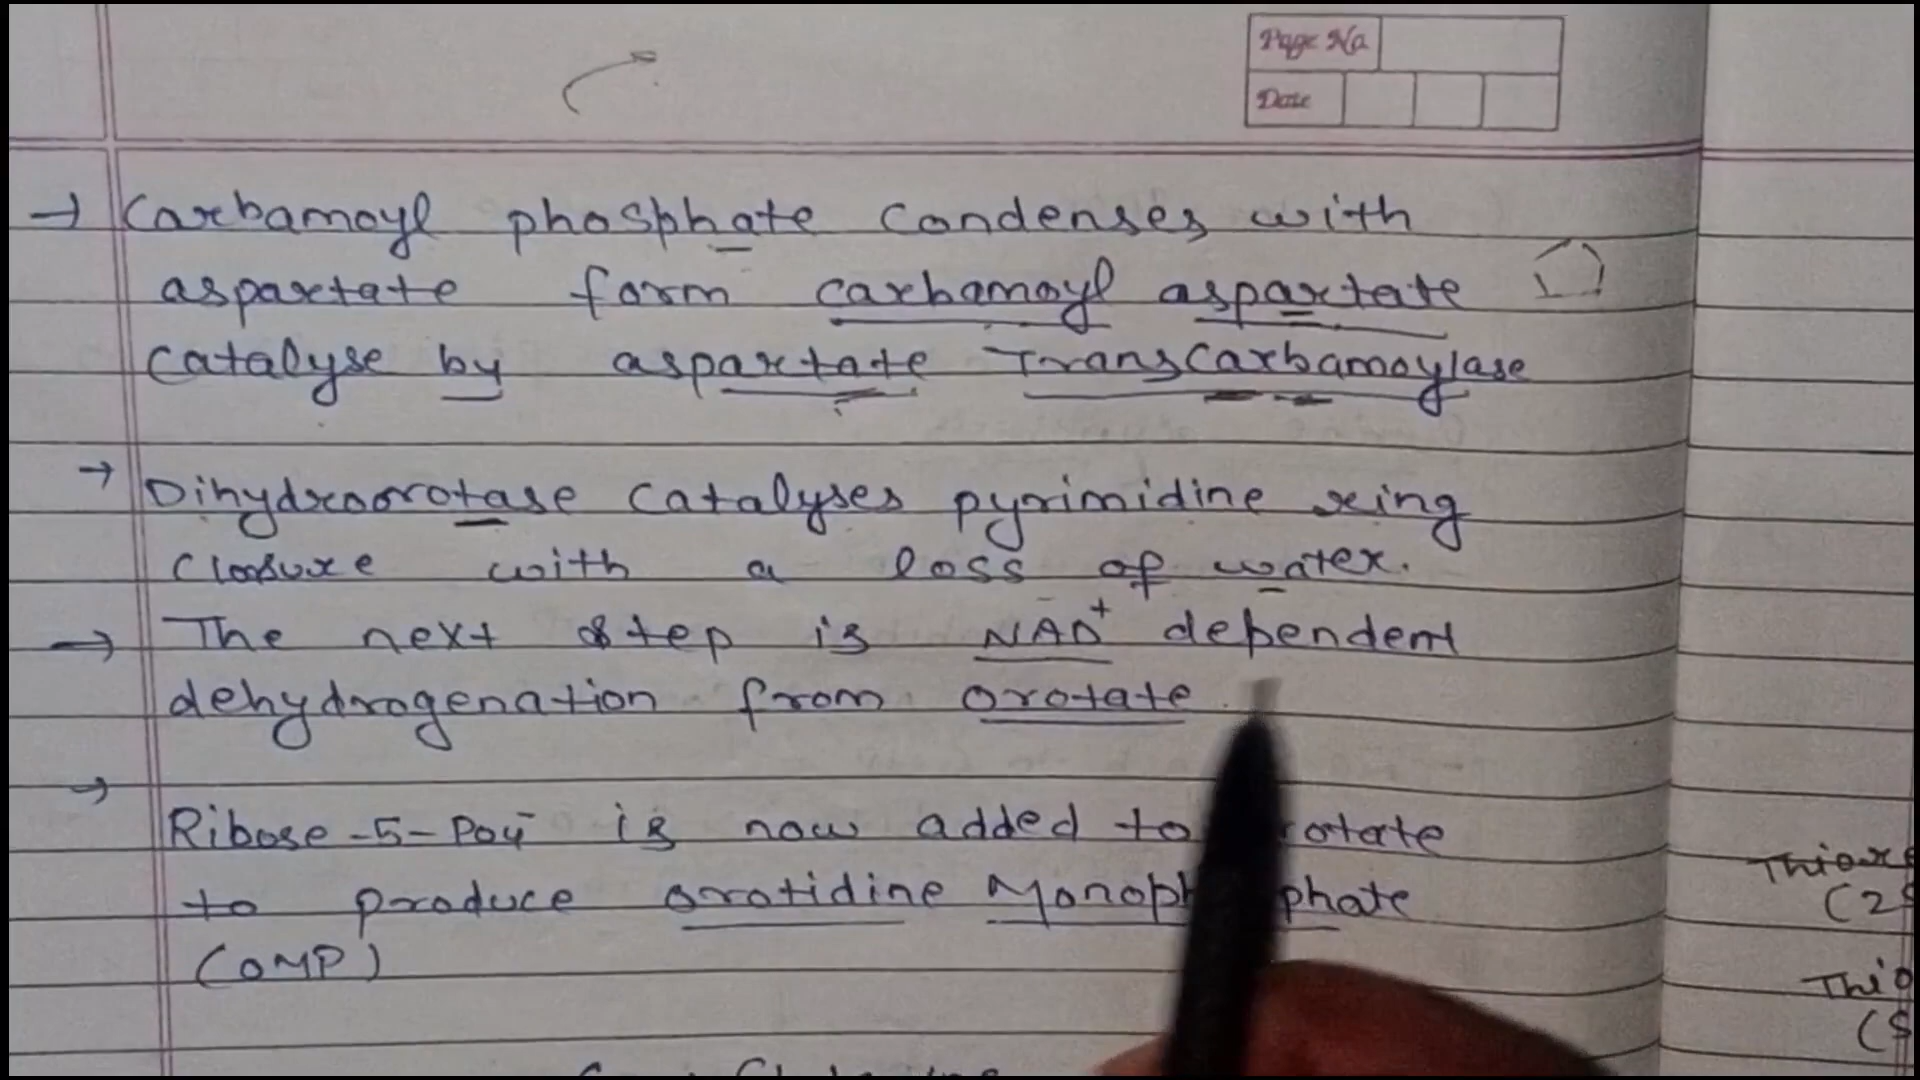 Page No
Date
→ Carbamoyl phosphate condenses with
aspartate form carbamoyl aspartate
catalyse by aspartate Transcarbamoylase
→ Dihydroorotase catalyses pyrimidine ring
closure with a loss of water.
→ The next step is NAD+ dependent
dehydrogenation from orotate.
→
Ribose-5- is now added to
to produce orotidine
(OMP)
(2
(S